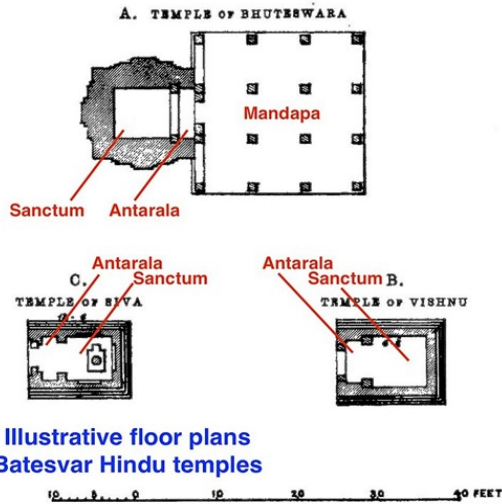 A. TEMPLE OF BHUTESWARA
Mandapa
Sanctum Antarala
Antarala
C. Sanctum
TEMPLE OF SIVA
Antarala
Sanctum B.
TEMPLE OF VISHNU
Illustrative floor plans
Batesvar Hindu temples
10 5 0 10 20 30 40 FEET